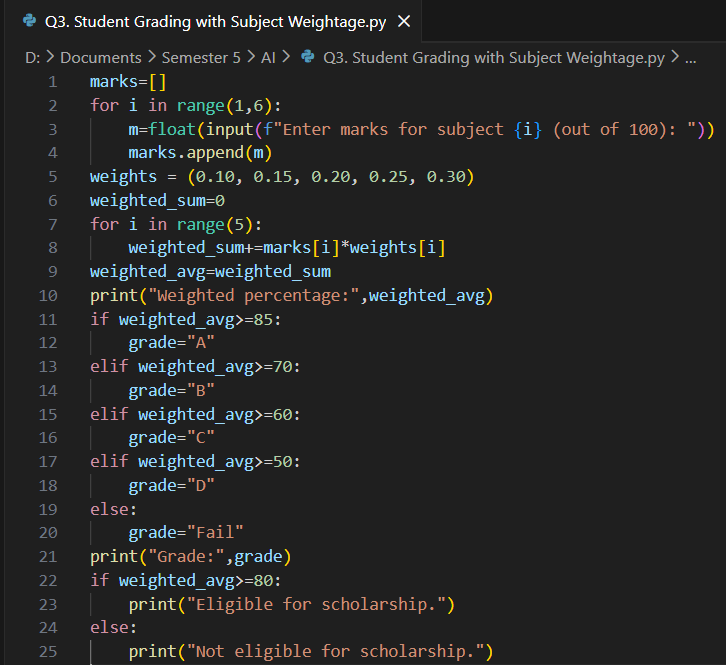 Q3. Student Grading with Subject Weightage.py ×
D: > Documents > Semester 5 > AI > Q3. Student Grading with Subject Weightage.py > ...
1 marks=[]
2 for i in range(1,6):
3     m=float(input(f"Enter marks for subject {i} (out of 100): "))
4     marks.append(m)
5 weights = (0.10, 0.15, 0.20, 0.25, 0.30)
6 weighted_sum=0
7 for i in range(5):
8     weighted_sum+=marks[i]*weights[i]
9 weighted_avg=weighted_sum
10 print("Weighted percentage:",weighted_avg)
11 if weighted_avg>=85:
12     grade="A"
13 elif weighted_avg>=70:
14     grade="B"
15 elif weighted_avg>=60:
16     grade="C"
17 elif weighted_avg>=50:
18     grade="D"
19 else:
20     grade="Fail"
21 print("Grade:",grade)
22 if weighted_avg>=80:
23     print("Eligible for scholarship.")
24 else:
25     print("Not eligible for scholarship.")